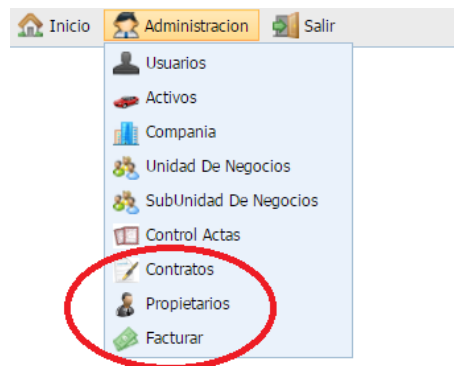 Inicio Administracion Salir
Usuarios
Activos
Compania
Unidad De Negocios
SubUnidad De Negocios
Control Actas
Contratos
Propietarios
Facturar